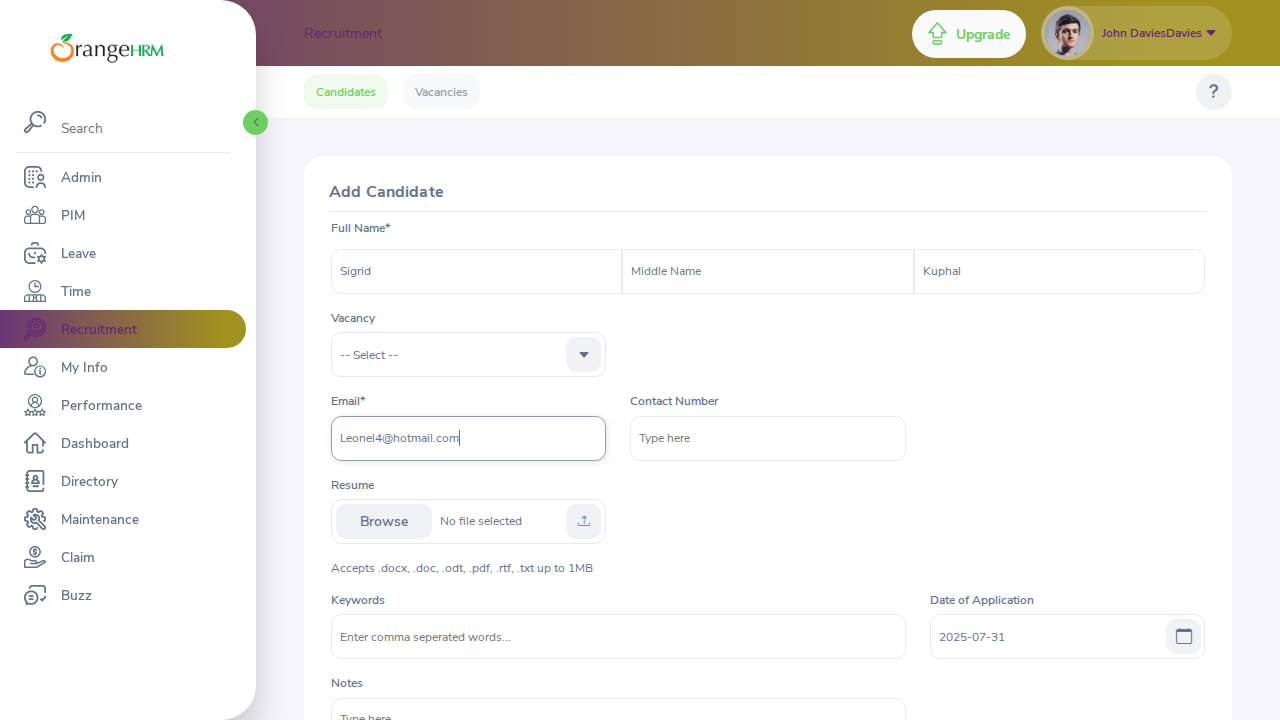 OrangeHRM
Recruitment
Upgrade
John DaviesDavies
Candidates
Vacancies
?
Search
Admin
PIM
Leave
Time
Recruitment
My Info
Performance
Dashboard
Directory
Maintenance
Claim
Buzz
Add Candidate
Full Name*
Sigrid
Middle Name
Kuphal
Vacancy
-- Select --
Email*
Contact Number
Leonel4@hotmail.com
Type here
Resume
Browse
No file selected
Accepts .docx, .doc, .odt, .pdf, .rtf, .txt up to 1MB
Keywords
Date of Application
Enter comma seperated words...
2025-07-31
Notes
Type here